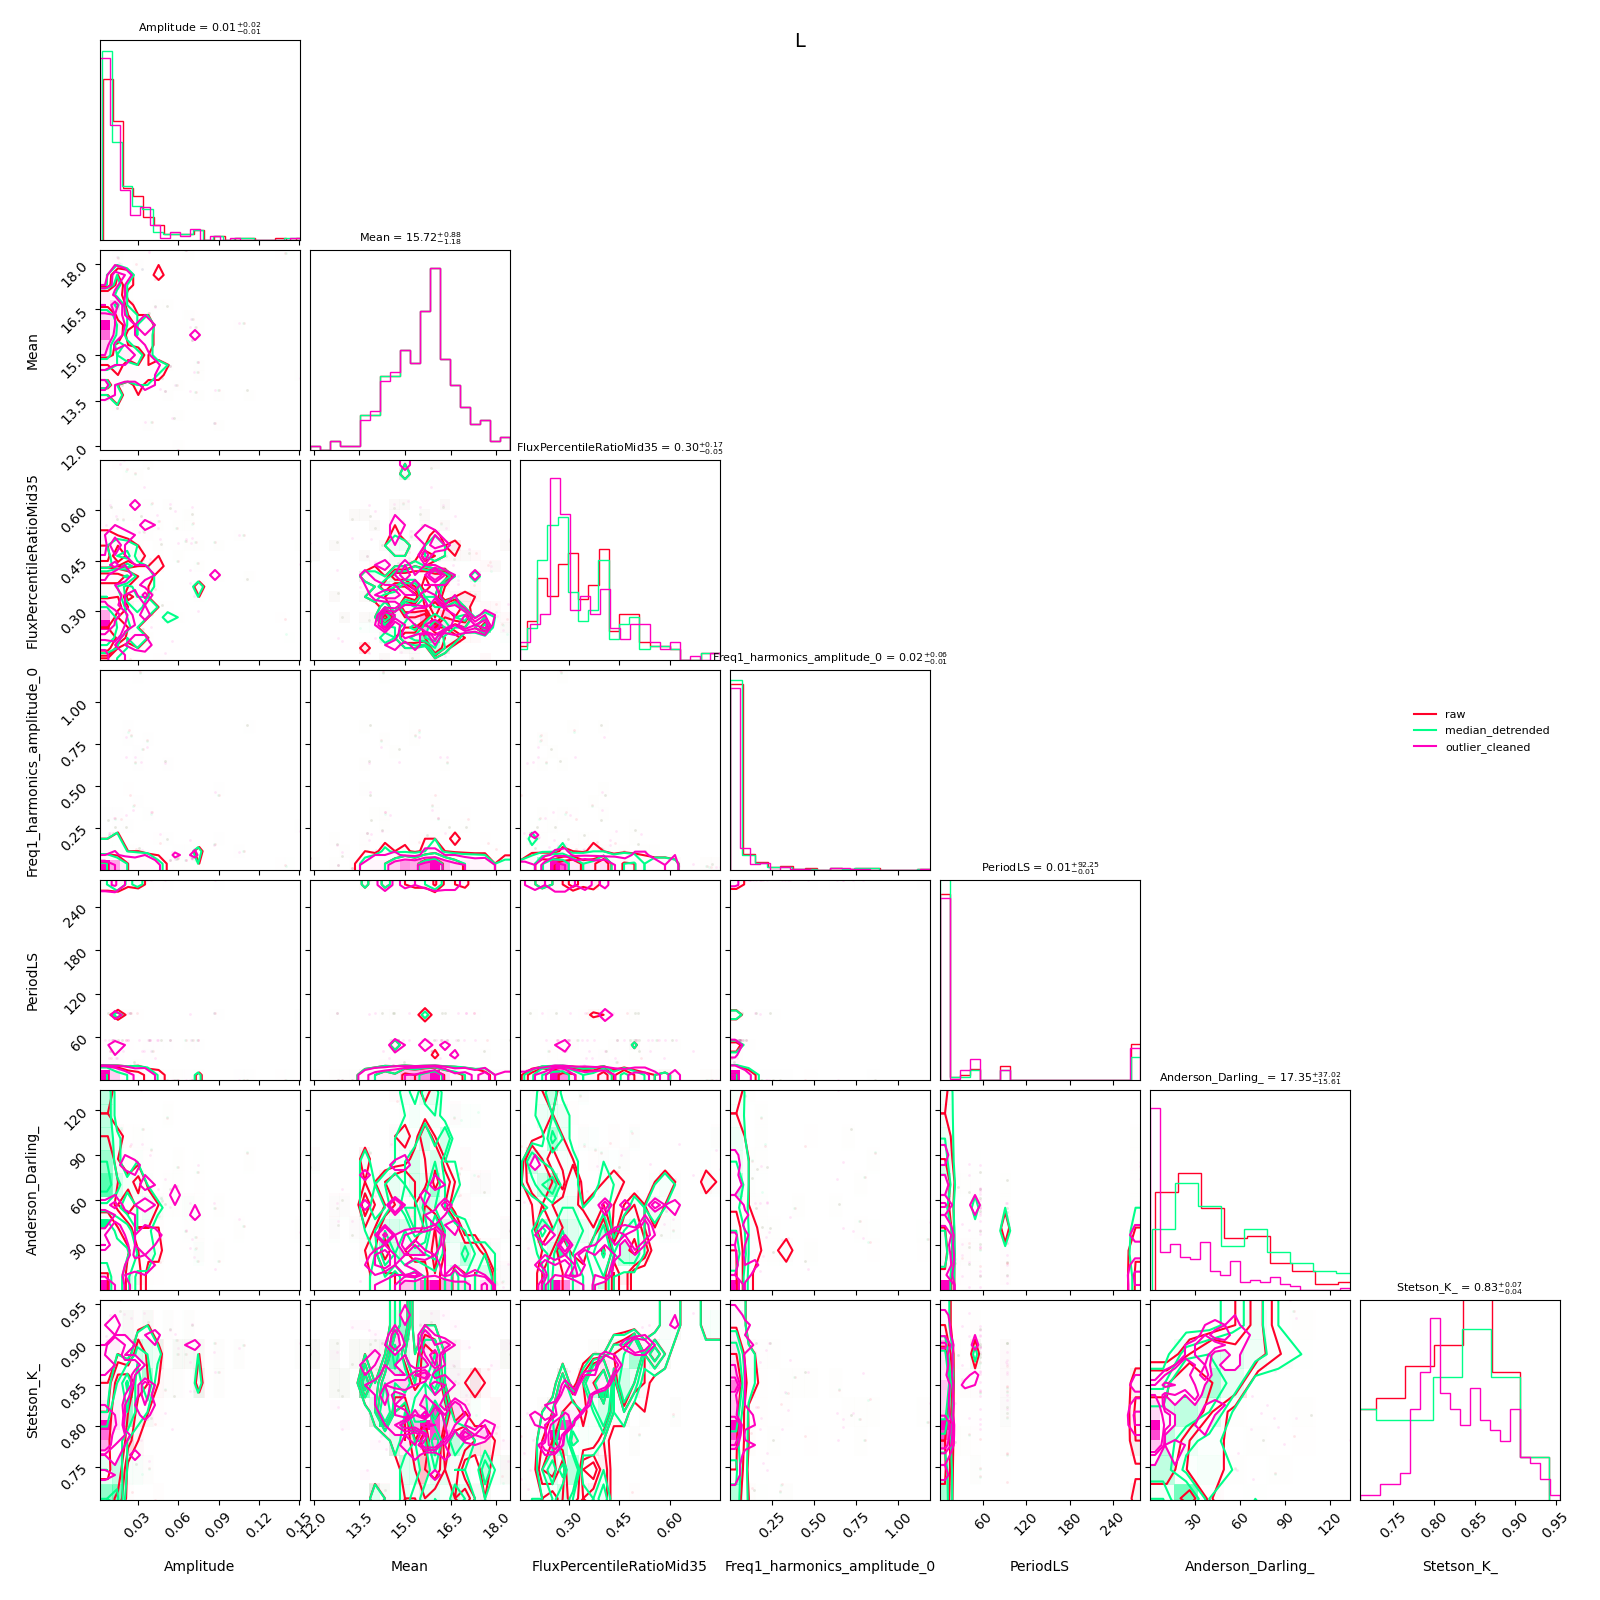 L
Amplitude = 0.01+0.02 −0.01
Mean = 15.72+0.88 −1.18
FluxPercentileRatioMid35 = 0.30+0.17 −0.05
Freq1_harmonics_amplitude_0 = 0.02+0.06 −0.01
PeriodLS = 0.01+92.25 −0.01
Anderson_Darling_ = 17.35+37.02 −15.61
Stetson_K_ = 0.83+0.07 −0.04
raw
median_detrended
outlier_cleaned
Mean
18.0
16.5
15.0
13.5
12.0
FluxPercentileRatioMid35
0.60
0.45
0.30
Freq1_harmonics_amplitude_0
1.00
0.75
0.50
0.25
PeriodLS
240
180
120
60
Anderson_Darling_
120
90
60
30
Stetson_K_
0.95
0.90
0.85
0.80
0.75
0.03 0.06 0.09 0.12 0.15
12.0 13.5 15.0 16.5 18.0
0.30 0.45 0.60
0.25 0.50 0.75 1.00
60 120 180 240
30 60 90 120
0.75 0.80 0.85 0.90 0.95
Amplitude
Mean
FluxPercentileRatioMid35
Freq1_harmonics_amplitude_0
PeriodLS
Anderson_Darling_
Stetson_K_